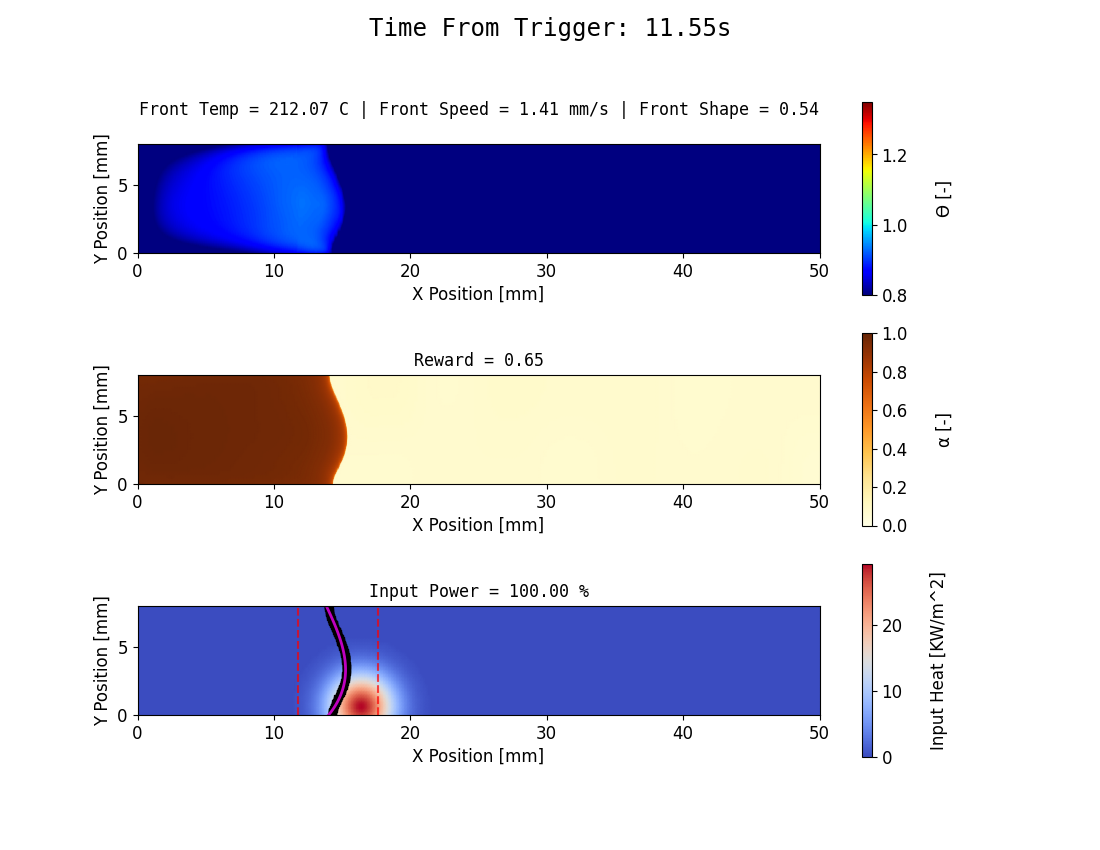 Time From Trigger: 11.55s
Front Temp = 212.07 C | Front Speed = 1.41 mm/s | Front Shape = 0.54
Y Position [mm]
5
0
0 10 20 30 40 50
X Position [mm]
1.2
1.0
0.8
Θ [-]
Reward = 0.65
Y Position [mm]
5
0
0 10 20 30 40 50
X Position [mm]
1.0
0.8
0.6
0.4
0.2
0.0
α [-]
Input Power = 100.00 %
Y Position [mm]
5
0
0 10 20 30 40 50
X Position [mm]
20
10
0
Input Heat [KW/m^2]